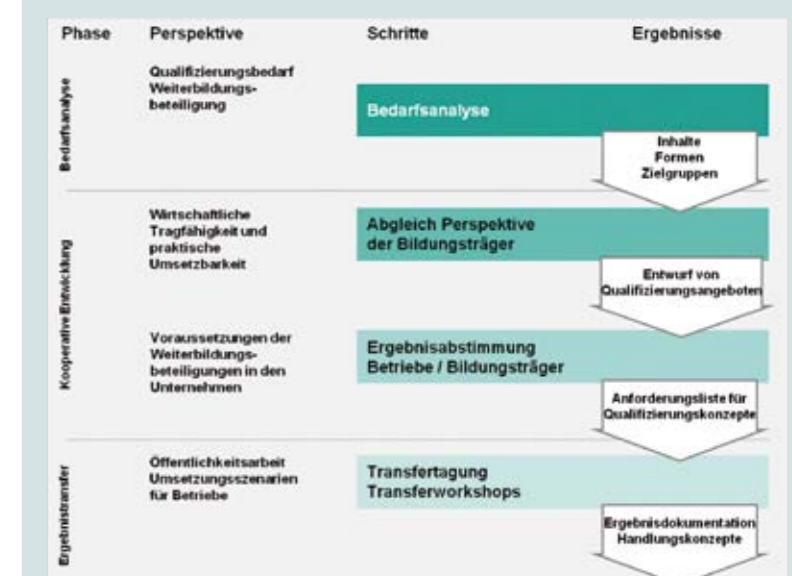 Phase Perspektive Schritte Ergebnisse
Bedarfsanalyse
Qualifizierungsbedarf
Weiterbildungs-
beteiligung
Bedarfsanalyse
Inhalte
Formen
Zielgruppen
Kooperative Entwicklung
Wirtschaftliche
Tragfähigkeit und
praktische
Umsetzbarkeit
Abgleich Perspektive
der Bildungsträger
Entwurf von
Qualifizierungsangeboten
Voraussetzungen der
Weiterbildungs-
beteiligungen in den
Unternehmen
Ergebnisabstimmung
Betriebe / Bildungsträger
Anforderungsliste für
Qualifizierungskonzepte
Ergebnistransfer
Öffentlichkeitsarbeit
Umsetzungsszenarien
für Betriebe
Transfertagung
Transferworkshops
Ergebnisdokumentation
Handlungskonzepte